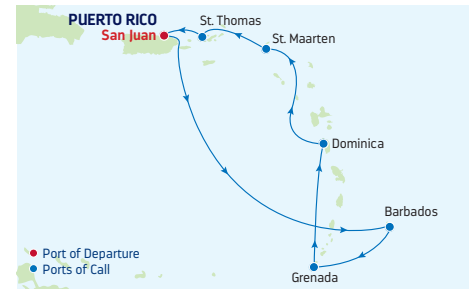 PUERTO RICO
San Juan
St. Thomas
St. Maarten
Dominica
Barbados
Grenada
Port of Departure
Ports of Call